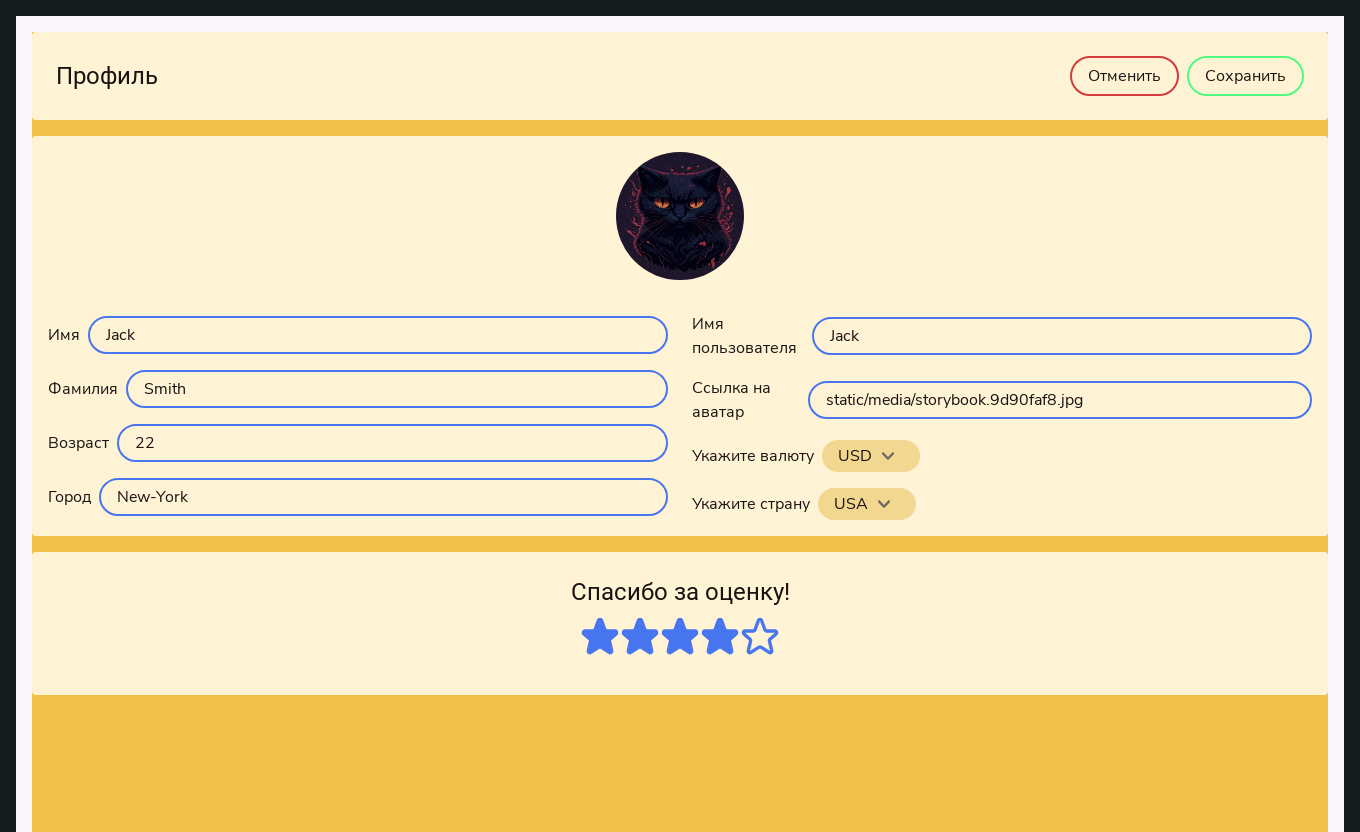 Профиль
Отменить
Сохранить
Имя
Jack
Фамилия
Smith
Возраст
22
Город
New-York
Имя
пользователя
Jack
Ссылка на
аватар
static/media/storybook.9d90faf8.jpg
Укажите валюту
USD
Укажите страну
USA
Спасибо за оценку!